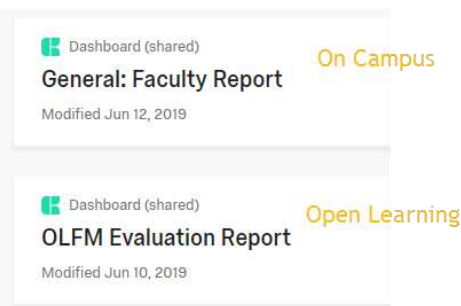 Dashboard (shared)
On Campus
General: Faculty Report
Modified Jun 12, 2019
Dashboard (shared)
Open Learning
OLFM Evaluation Report
Modified Jun 10, 2019